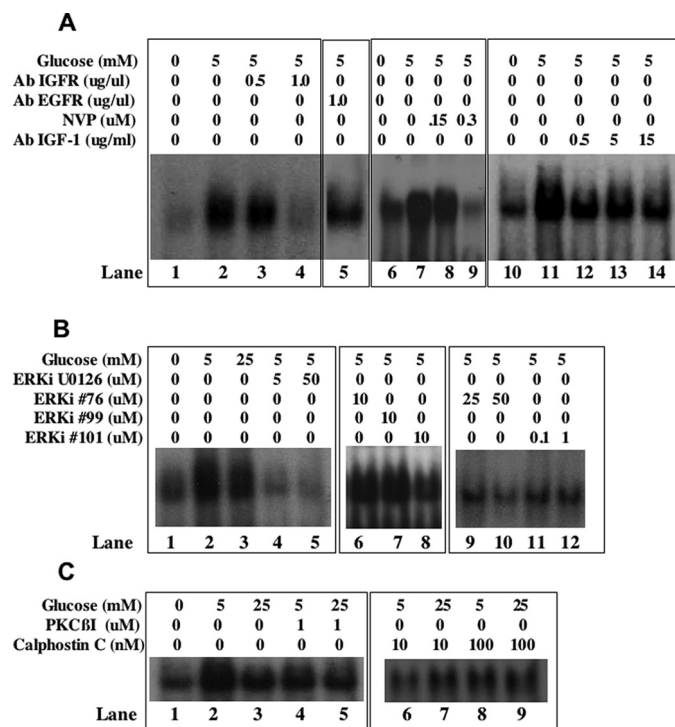 A
Glucose (mM) 0 5 5 5 5 0 5 5 5 0 5 5 5 5
Ab IGFR (ug/ul) 0 0 0.5 1.0 0 0 0 0 0 0 0 0 0 0
Ab EGFR (ug/ul) 0 0 0 0 1.0 0 0 0 0 0 0 0 0 0
NVP (uM) 0 0 0 0 0 0 0 .15 0.3 0 0 0 0 0
Ab IGF-1 (ug/ml) 0 0 0 0 0 0 0 0 0 0 0 0.5 5 15
Lane 1 2 3 4 5 6 7 8 9 10 11 12 13 14
B
Glucose (mM) 0 5 25 5 5 5 5 5 5 5 5 5
ERKi U0126 (uM) 0 0 0 5 50 0 0 0 0 0 0 0
ERKi #76 (uM) 0 0 0 0 0 10 0 0 25 50 0 0
ERKi #99 (uM) 0 0 0 0 0 0 10 0 0 0 0 0
ERKi #101 (uM) 0 0 0 0 0 0 0 10 0 0 0.1 1
Lane 1 2 3 4 5 6 7 8 9 10 11 12
C
Glucose (mM) 0 5 25 5 25 5 25 5 25
PKCßI (uM) 0 0 0 1 1 0 0 0 0
Calphostin C (nM) 0 0 0 0 0 10 10 100 100
Lane 1 2 3 4 5 6 7 8 9